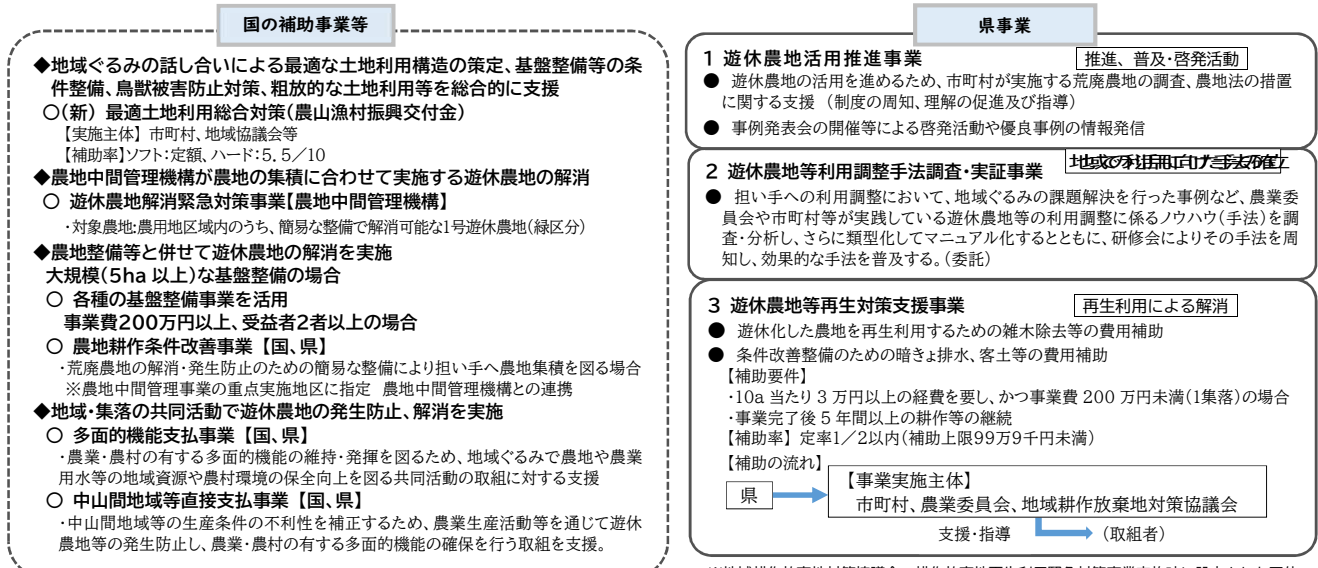 国の補助事業等
◆地域ぐるみの話し合いによる最適な土地利用構造の策定、基盤整備等の条
件整備、鳥獣被害防止対策、粗放的な土地利用等を総合的に支援
○(新) 最適土地利用総合対策(農山漁村振興交付金)
【実施主体】 市町村、地域協議会等
【補助率】ソフト:定額、ハード:5.5/10
◆農地中間管理機構が農地の集積に合わせて実施する遊休農地の解消
○ 遊休農地解消緊急対策事業【農地中間管理機構】
・対象農地:農用地区域内のうち、簡易な整備で解消可能な1号遊休農地(緑区分)
◆農地整備等と併せて遊休農地の解消を実施
大規模(5ha 以上)な基盤整備の場合
○ 各種の基盤整備事業を活用
事業費200万円以上、受益者2者以上の場合
○ 農地耕作条件改善事業 【国、県】
・荒廃農地の解消・発生防止のための簡易な整備により担い手へ農地集積を図る場合
※農地中間管理事業の重点実施地区に指定 農地中間管理機構との連携
◆地域・集落の共同活動で遊休農地の発生防止、解消を実施
○ 多面的機能支払事業 【国、県】
・農業・農村の有する多面的機能の維持・発揮を図るため、地域ぐるみで農地や農業
用水等の地域資源や農村環境の保全向上を図る共同活動の取組に対する支援
○ 中山間地域等直接支払事業 【国、県】
・中山間地域等の生産条件の不利性を補正するため、農業生産活動等を通じて遊休
農地等の発生防止し、農業・農村の有する多面的機能の確保を行う取組を支援。
県事業
1 遊休農地活用推進事業
推進、普及・啓発活動
● 遊休農地の活用を進めるため、市町村が実施する荒廃農地の調査、農地法の措置
に関する支援 (制度の周知、理解の促進及び指導)
● 事例発表会の開催等による啓発活動や優良事例の情報発信
2 遊休農地等利用調整手法調査・実証事業
● 担い手への利用調整において、地域ぐるみの課題解決を行った事例など、農業委
員会や市町村等が実践している遊休農地等の利用調整に係るノウハウ(手法)を調
査・分析し、さらに類型化してマニュアル化するとともに、研修会によりその手法を周
知し、効果的な手法を普及する。(委託)
3 遊休農地等再生対策支援事業
再生利用による解消
● 遊休化した農地を再生利用するための雑木除去等の費用補助
● 条件改善整備のための暗きょ排水、客土等の費用補助
【補助要件】
・10a 当たり 3 万円以上の経費を要し、かつ事業費 200 万円未満(1集落)の場合
・事業完了後 5 年間以上の耕作等の継続
【補助率】 定率1/2以内(補助上限99万9千円未満)
【補助の流れ】
県
【事業実施主体】
市町村、農業委員会、地域耕作放棄地対策協議会
支援・指導
(取組者)